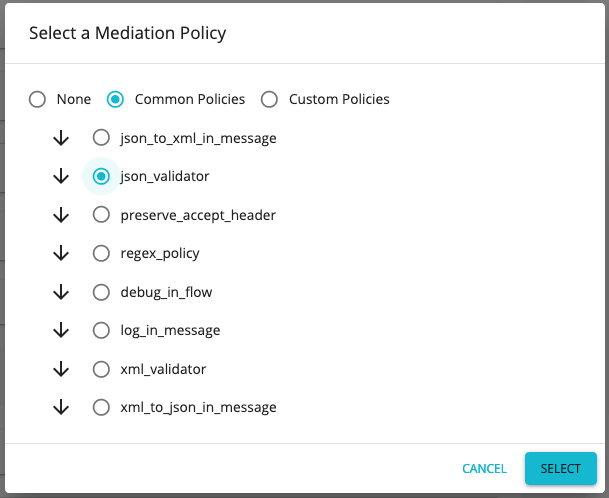 Select a Mediation Policy
None Common Policies Custom Policies
json_to_xml_in_message
json_validator
preserve_accept_header
regex_policy
debug_in_flow
log_in_message
xml_validator
xml_to_json_in_message
CANCEL SELECT